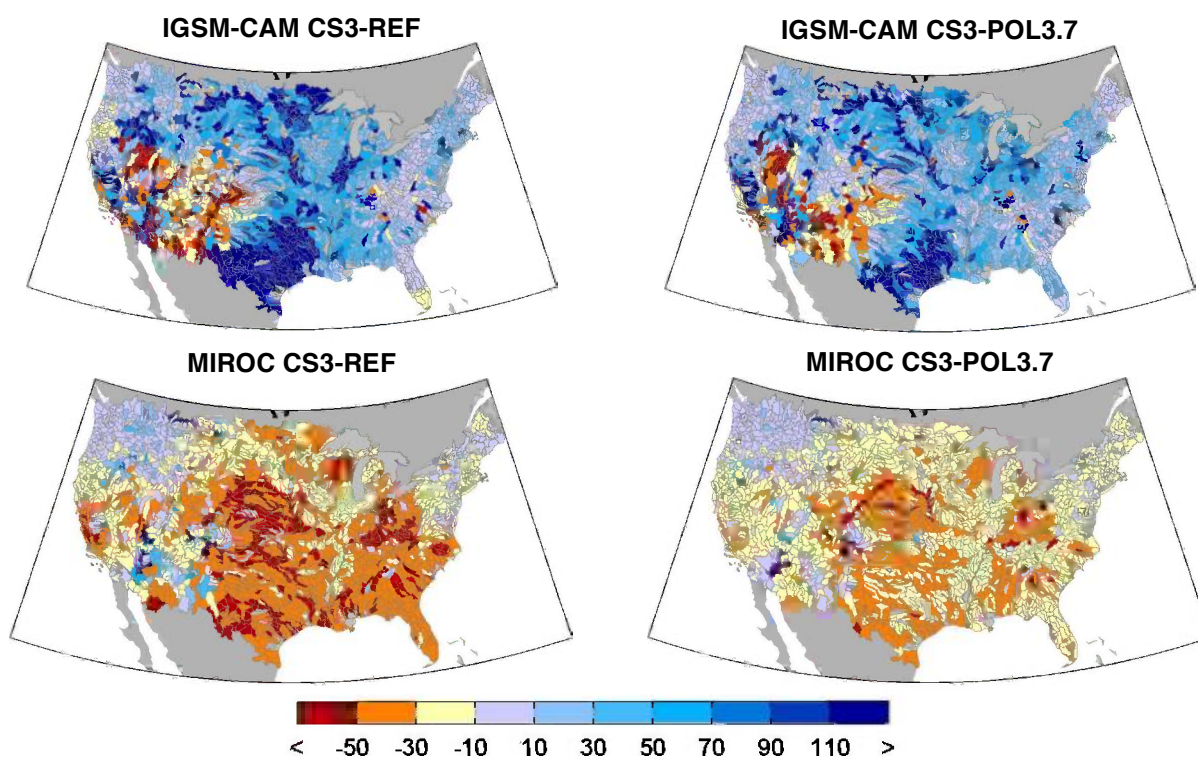 IGSM-CAM CS3-REF
IGSM-CAM CS3-POL3.7
MIROC CS3-REF
MIROC CS3-POL3.7
< -50 -30 -10 10 30 50 70 90 110 >